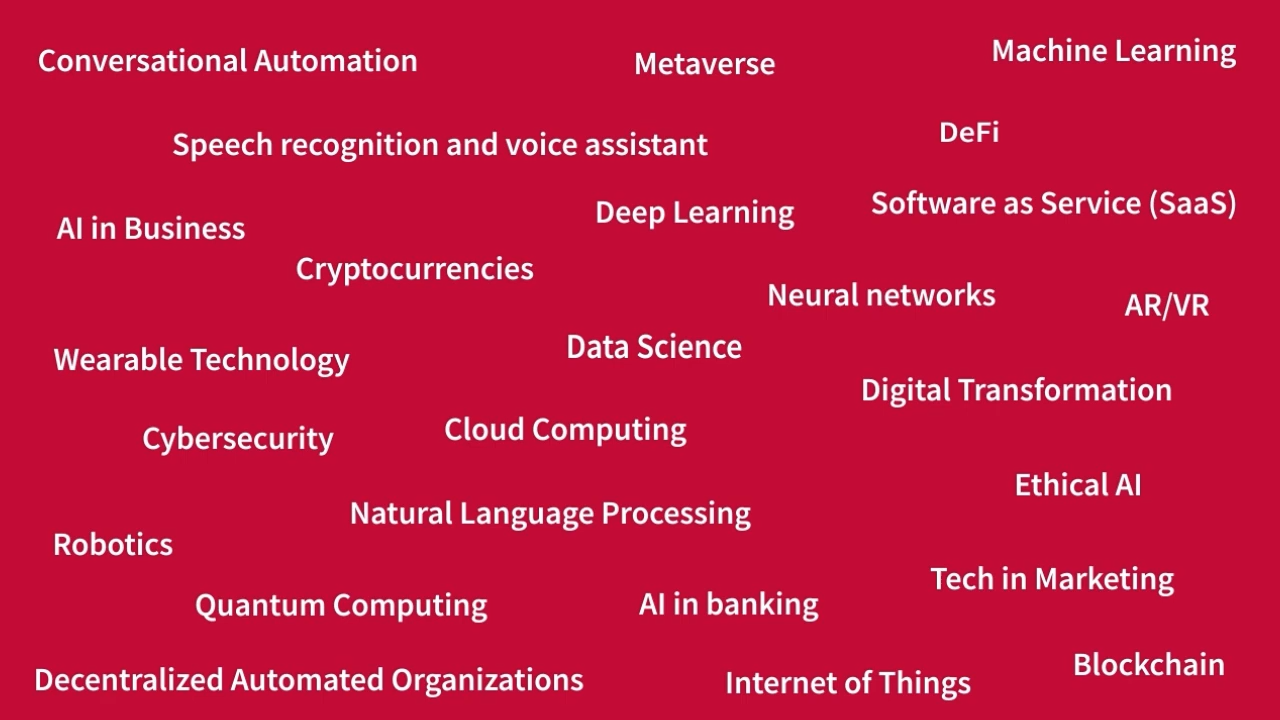 Conversational Automation
Metaverse
Machine Learning
Speech recognition and voice assistant
DeFi
AI in Business
Deep Learning
Software as Service (SaaS)
Cryptocurrencies
Neural networks
AR/VR
Wearable Technology
Data Science
Digital Transformation
Cybersecurity
Cloud Computing
Ethical AI
Natural Language Processing
Robotics
Tech in Marketing
Quantum Computing
AI in banking
Decentralized Automated Organizations
Internet of Things
Blockchain